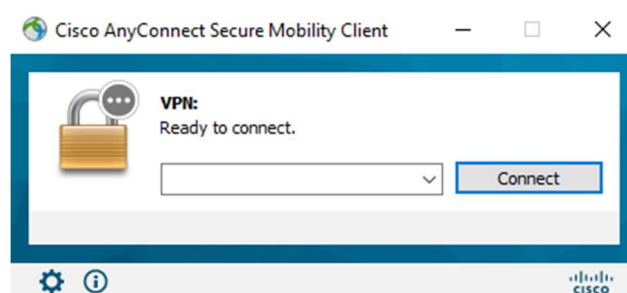 Cisco AnyConnect Secure Mobility Client
VPN:
Ready to connect.
Connect
CISCO